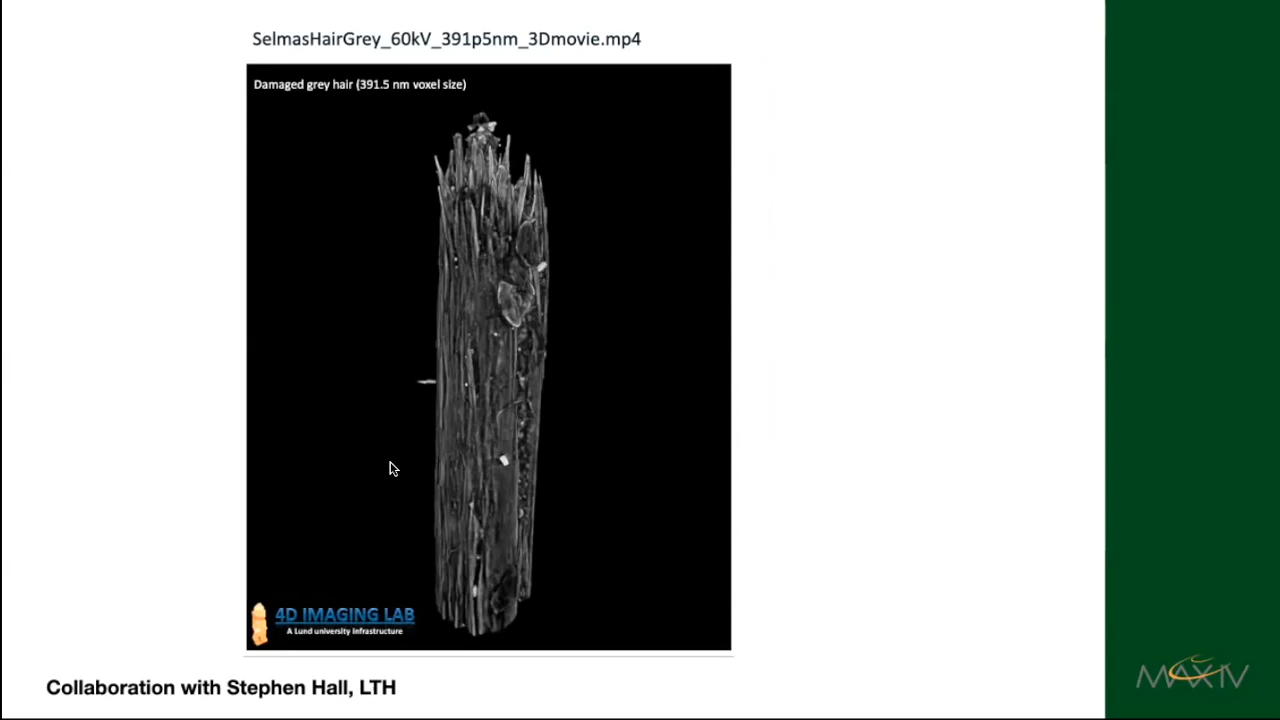 SelmasHairGrey_60kV_391p5nm_3Dmovie.mp4
Damaged grey hair (391.5 nm voxel size)
4D IMAGING LAB
A Lund university Infrastructure
Collaboration with Stephen Hall, LTH
MAXIV